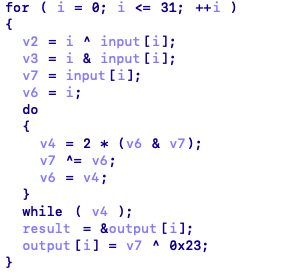 for ( i = 0; i <= 31; ++i )
{
  v2 = i ^ input[i];
  v3 = i & input[i];
  v7 = input[i];
  v6 = i;
  do
  {
    v4 = 2 * (v6 & v7);
    v7 ^= v6;
    v6 = v4;
  }
  while ( v4 );
  result = &output[i];
  output[i] = v7 ^ 0x23;
}